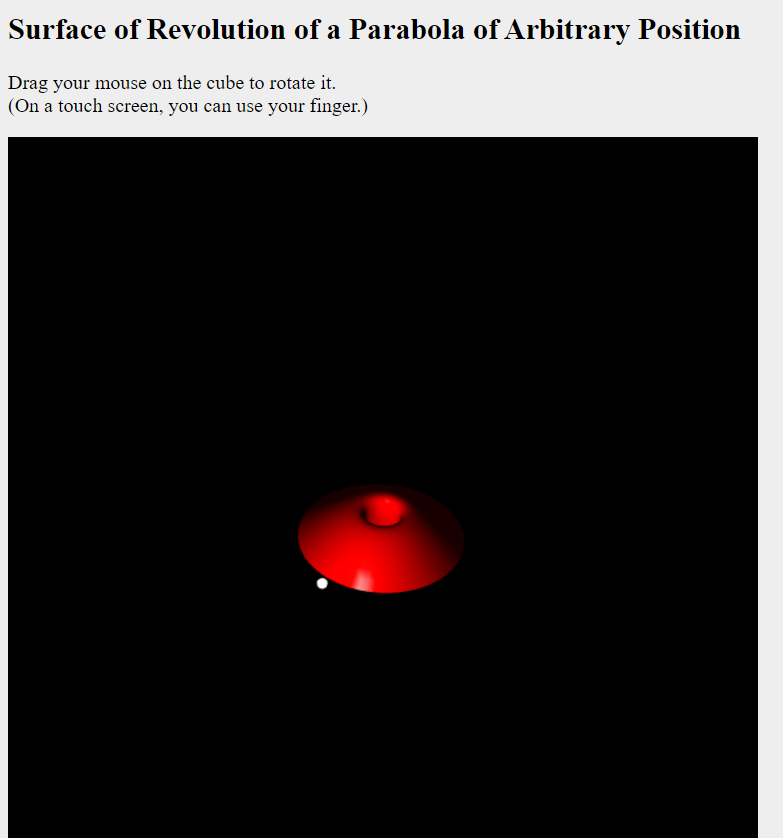 Surface of Revolution of a Parabola of Arbitrary Position
Drag your mouse on the cube to rotate it.
(On a touch screen, you can use your finger.)